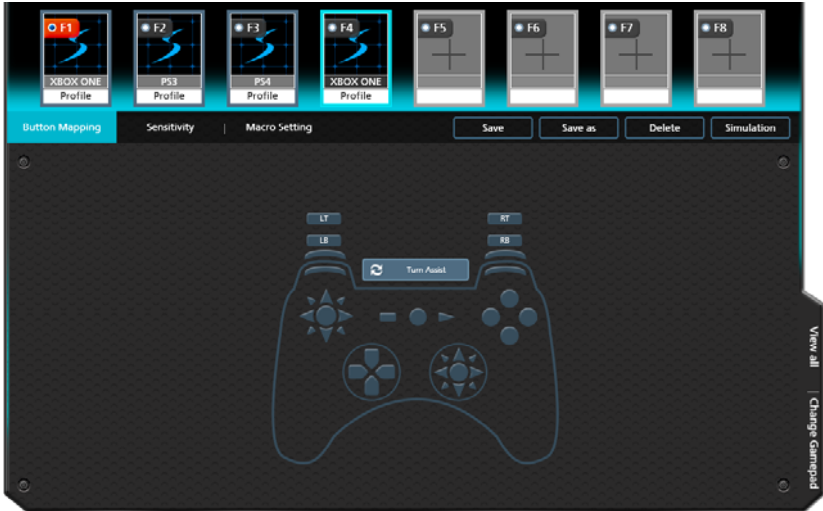 F1 F2 F3 F4 F5 F6 F7 F8
XBOX ONE PS3 PS4 XBOX ONE
Profile Profile Profile Profile
Button Mapping Sensitivity | Macro Setting Save Save as Delete Simulation
LT RT
LB RB
Turn Assist
View all | Change Gamepad